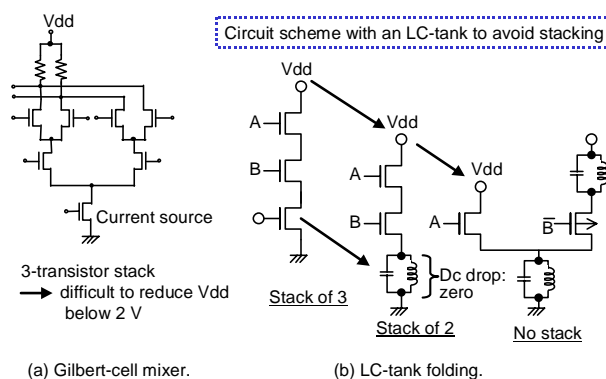 Vdd
Circuit scheme with an LC-tank to avoid stacking
Current source
3-transistor stack
difficult to reduce Vdd
below 2 V
(a) Gilbert-cell mixer.
Vdd
A
B
Stack of 3
Vdd
A
B
Dc drop:
zero
Stack of 2
Vdd
A
B̅
No stack
(b) LC-tank folding.